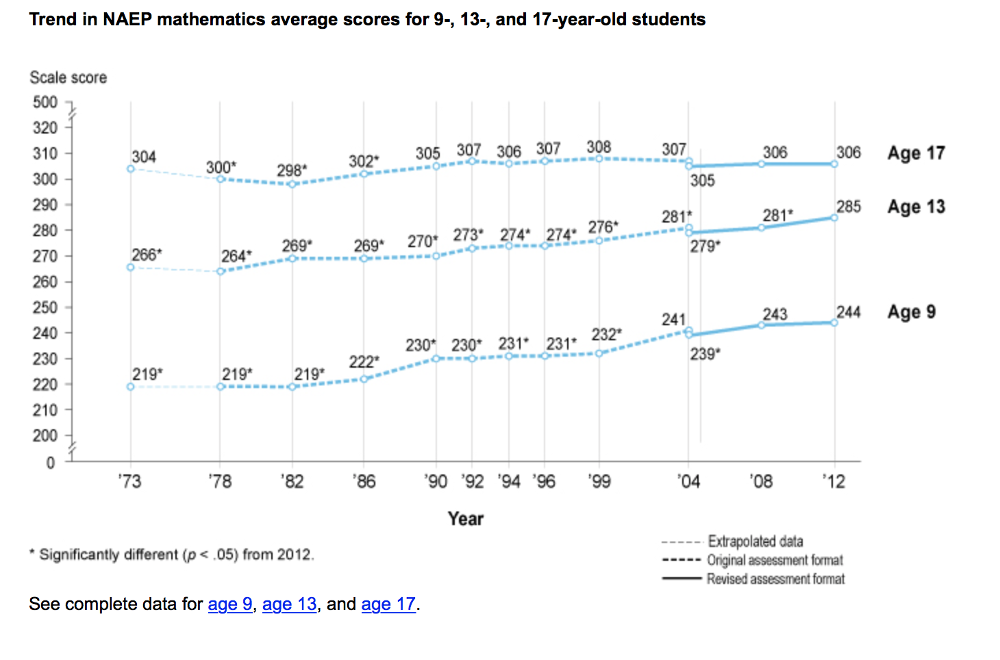 Trend in NAEP mathematics average scores for 9-, 13-, and 17-year-old students
Scale score
500
320
310
300
290
280
270
260
250
240
230
220
210
200
0
304 300* 298* 302* 305 307 306 307 308 307 305 306 306 Age 17
266* 264* 269* 269* 270* 273* 274* 274* 276* 281* 279* 281* 285 Age 13
219* 219* 219* 222* 230* 230* 231* 231* 232* 241 239* 243 244 Age 9
’73 ’78 ’82 ’86 ’90 ’92 ’94 ’96 ’99 ’04 ’08 ’12
Year
Extrapolated data
Original assessment format
Revised assessment format
* Significantly different (p < .05) from 2012.
See complete data for age 9, age 13, and age 17.